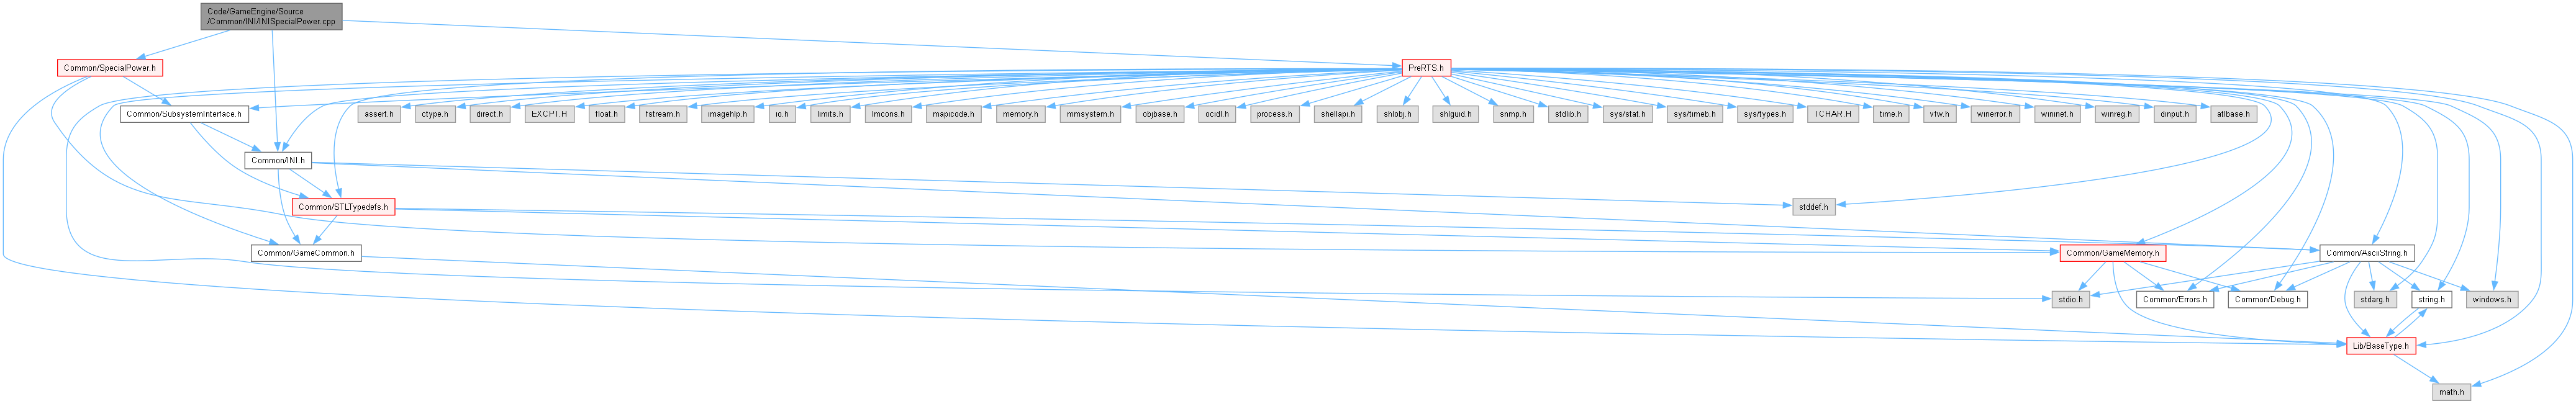 Code/GameEngine/Source
/Common/INI/INISpecialPower.cpp
Common/SpecialPower.h
PreRTS.h
Common/SubsystemInterface.h
assert.h
ctype.h
direct.h
EXCPT.H
float.h
fstream.h
imagehlp.h
io.h
limits.h
lmcons.h
mapicode.h
memory.h
mmsystem.h
objbase.h
ocidl.h
process.h
shellapi.h
shlobj.h
shlguid.h
snmp.h
stdlib.h
sys/stat.h
sys/timeb.h
sys/types.h
TCHAR.H
time.h
vfw.h
winerror.h
wininet.h
winreg.h
dinput.h
atlbase.h
Common/INI.h
Common/STLTypedefs.h
stddef.h
Common/GameCommon.h
Common/GameMemory.h
Common/AsciiString.h
stdio.h
Common/Errors.h
Common/Debug.h
stdarg.h
string.h
windows.h
Lib/BaseType.h
math.h